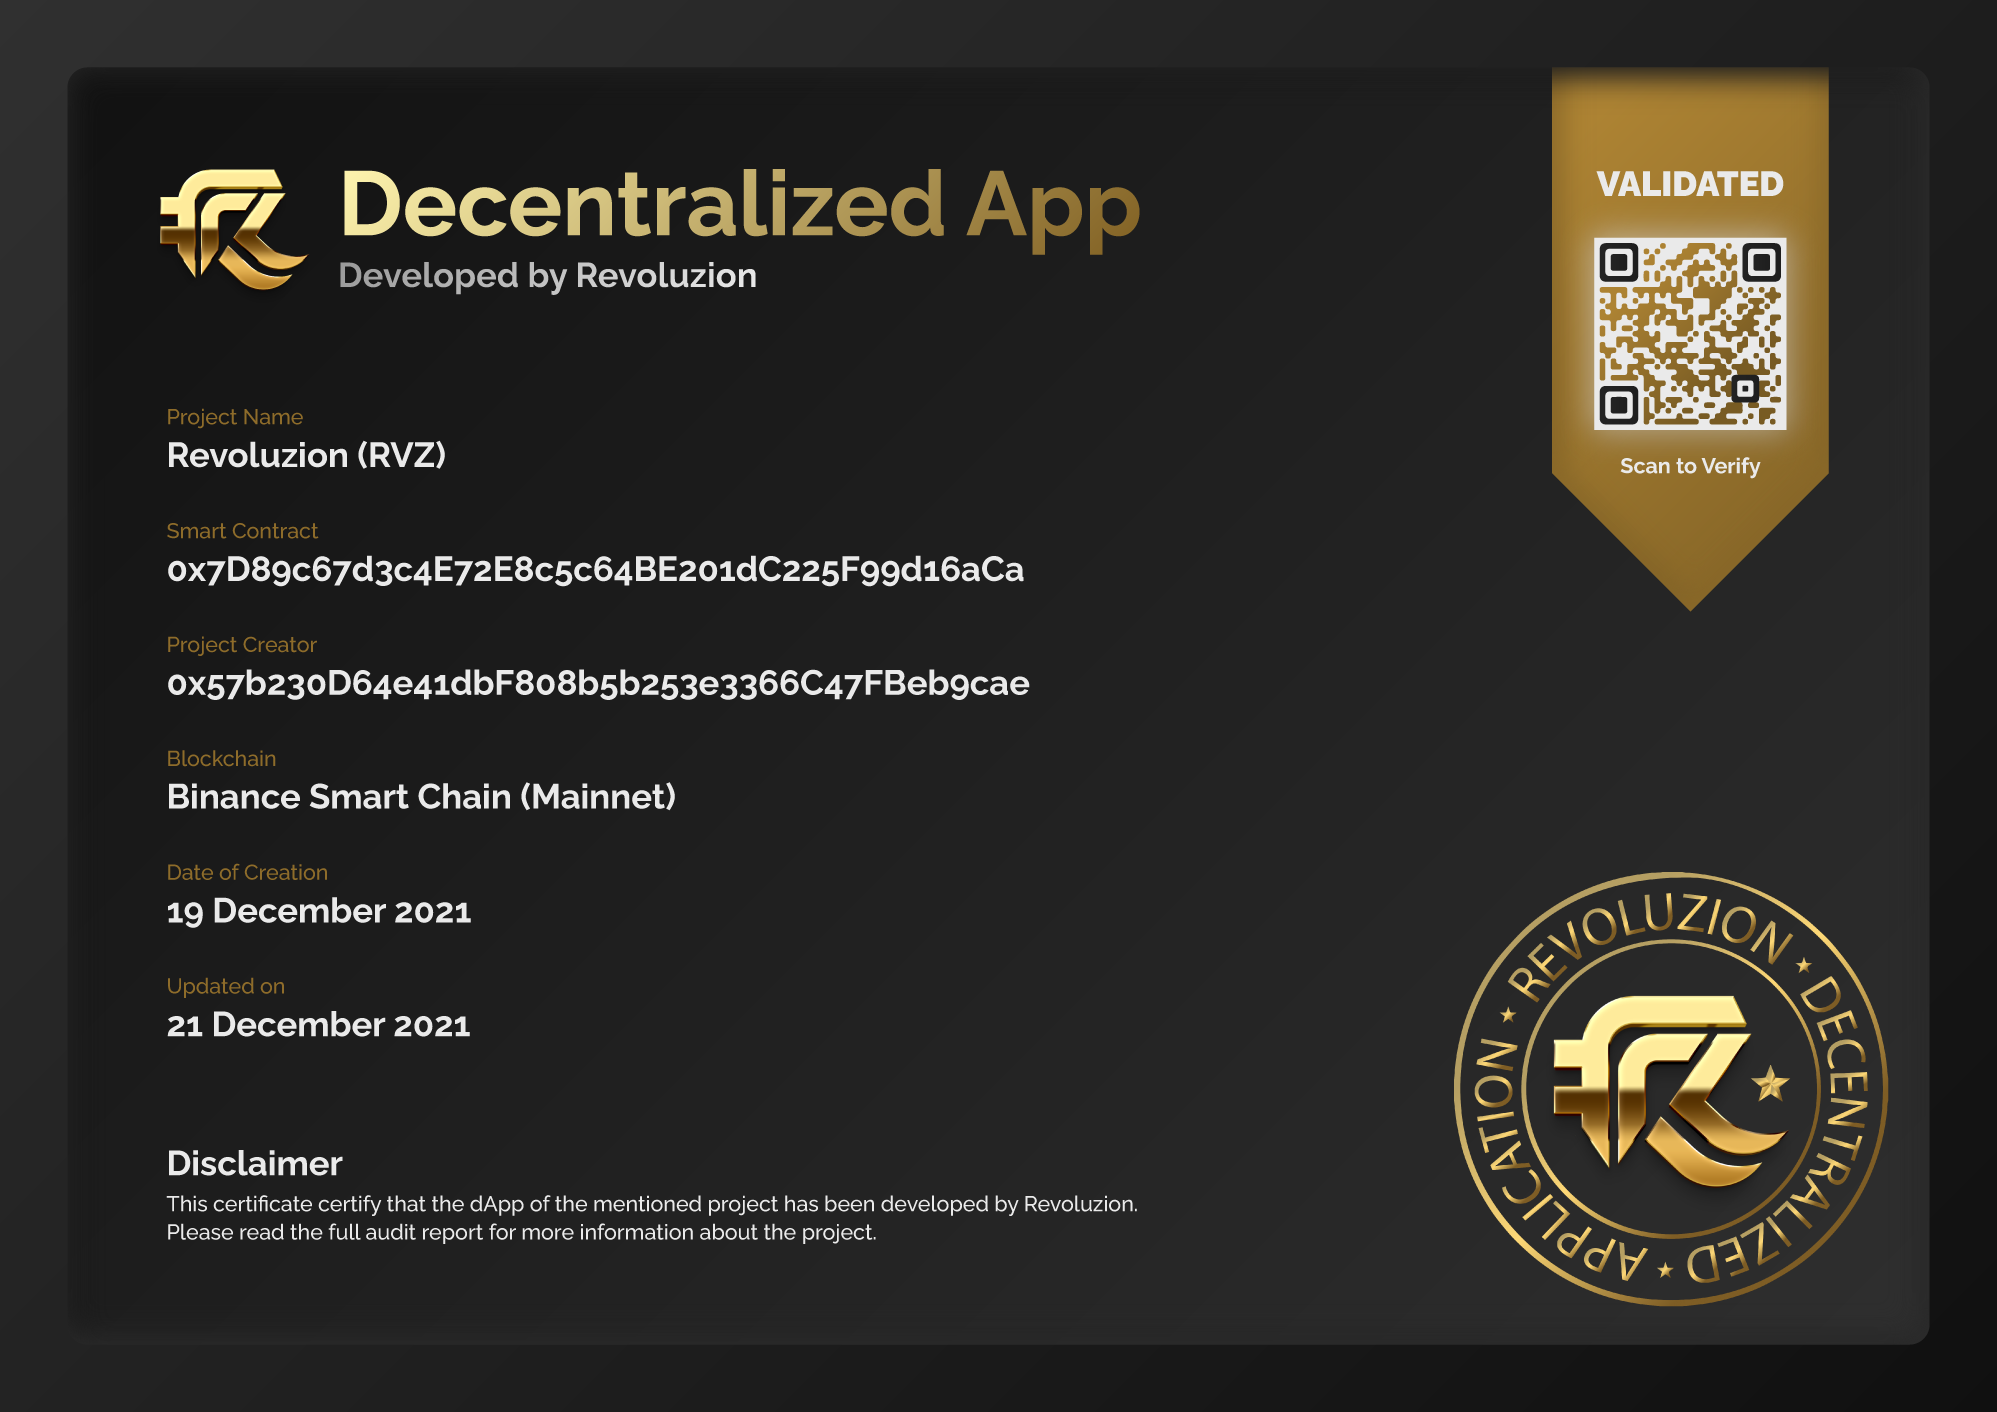 Decentralized App
Developed by Revoluzion
VALIDATED
Scan to Verify
Project Name
Revoluzion (RVZ)
Smart Contract
0x7D89c67d3c4E72E8c5c64BE201dC225F99d16aCa
Project Creator
0x57b230D64e41dbF808b5b253e3366C47FBeb9cae
Blockchain
Binance Smart Chain (Mainnet)
Date of Creation
19 December 2021
Updated on
21 December 2021
Disclaimer
This certificate certify that the dApp of the mentioned project has been developed by Revoluzion.
Please read the full audit report for more information about the project.
REVOLUZION ★ DECENTRALIZED ★ APPLICATION ★